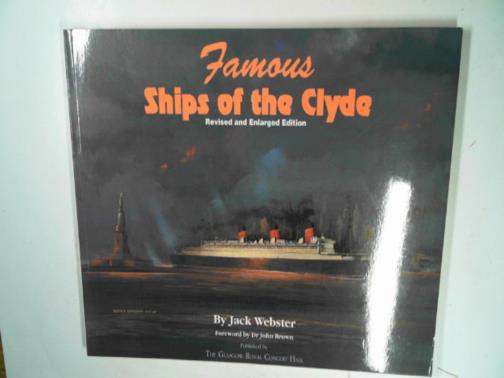 Famous
Ships of the Clyde
Revised and Enlarged Edition
By Jack Webster
Foreword by Dr John Brown
Published by
THE GLASGOW ROYAL CONCERT HALL